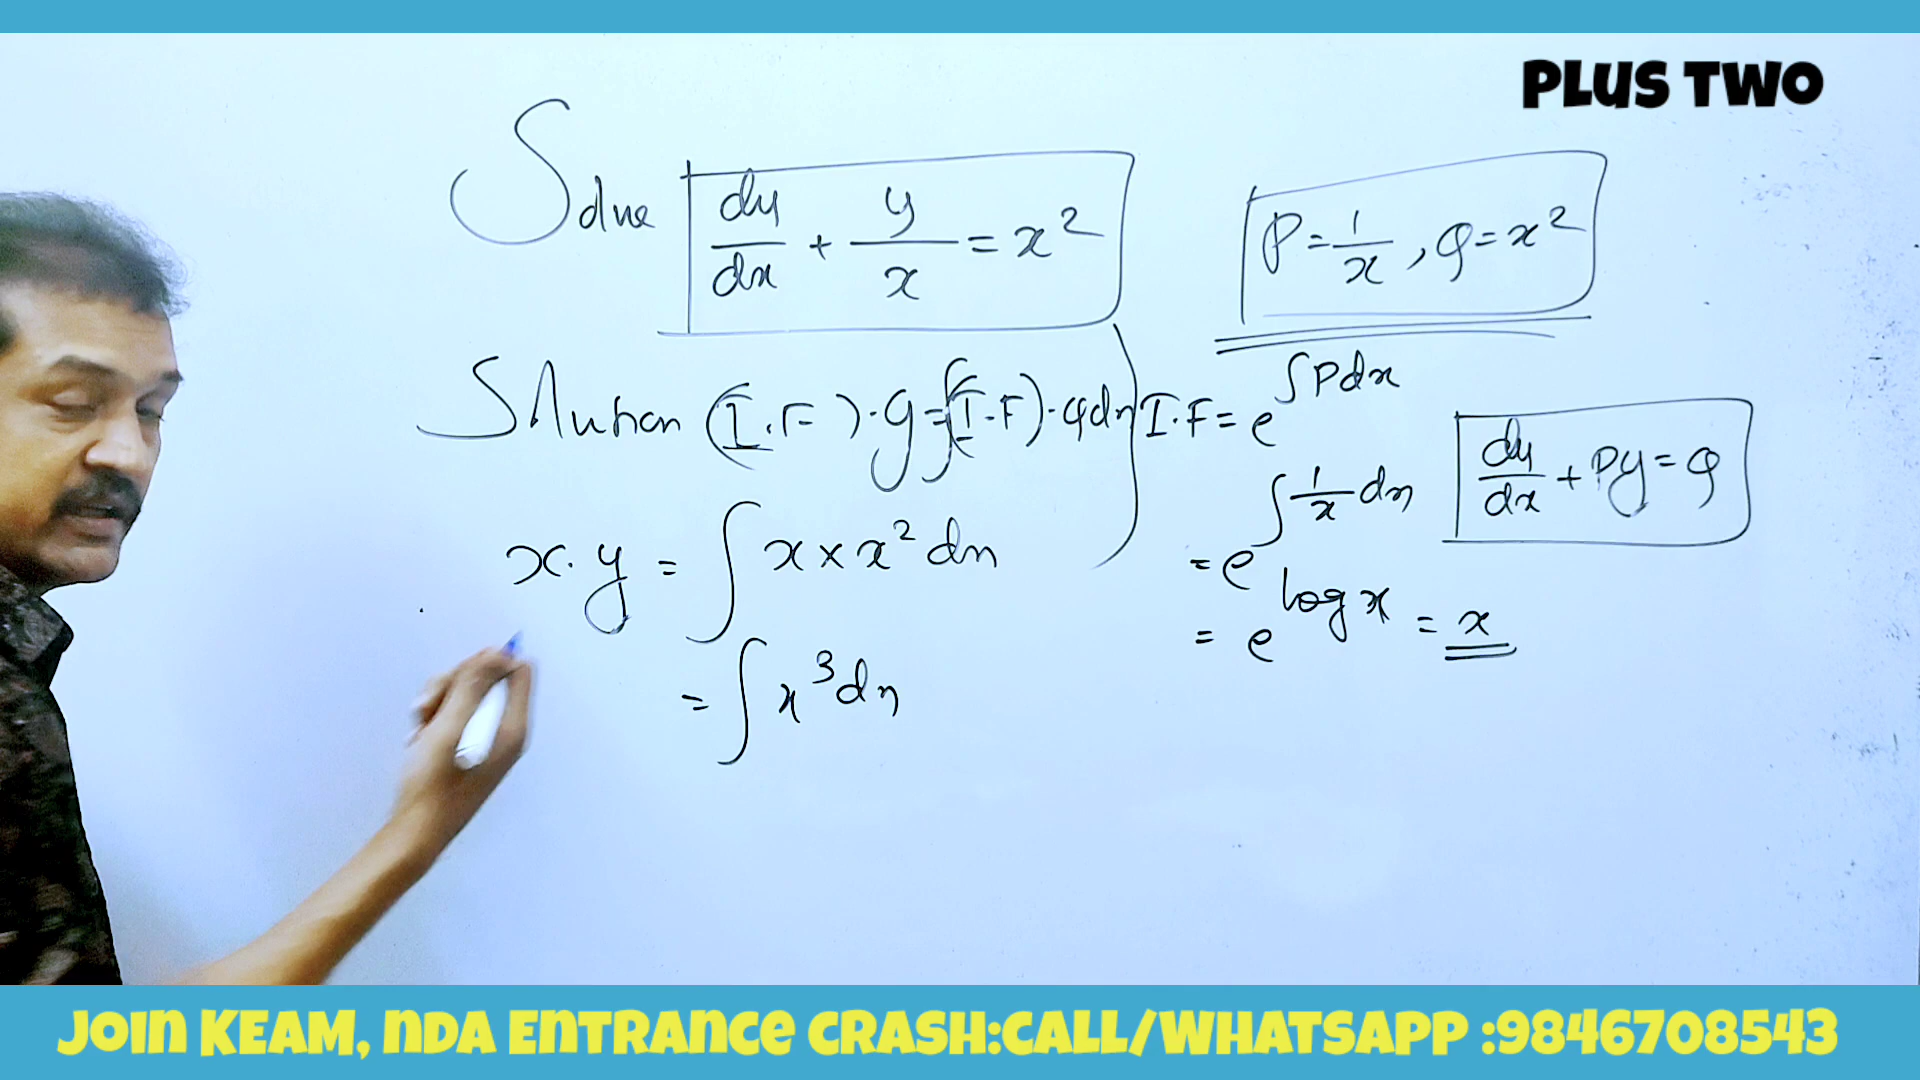 PLUS TWO
Solve dy/dx + y/x = x²
P = 1/x , Q = x²
Solution (I.F).y = ∫(I.F).Qdx
I.F = e^∫Pdx
dy/dx + Py = Q
= e^∫1/x dx
x.y = ∫x × x² dx
= e^log x = x
= ∫x³dx
JOIN KEAM, NDA ENTRANCE CRASH:CALL/WHATSAPP :9846708543